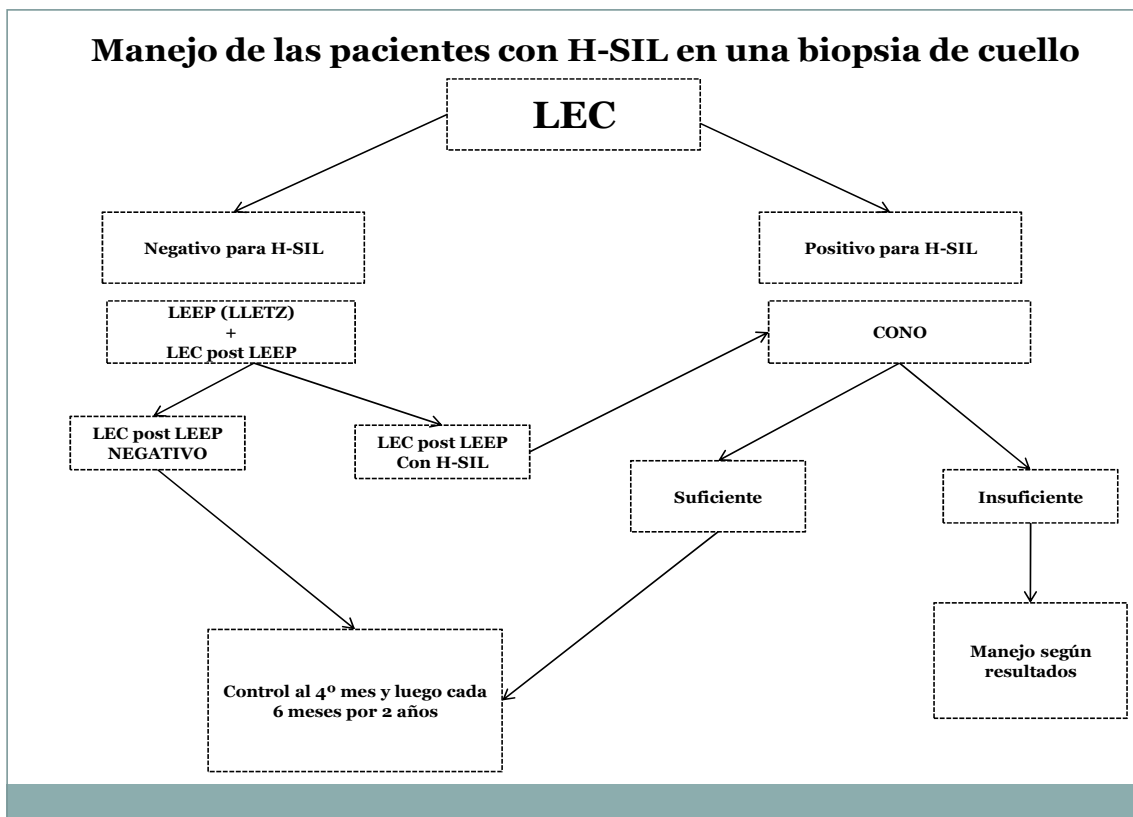 Manejo de las pacientes con H-SIL en una biopsia de cuello
LEC
Negativo para H-SIL
Positivo para H-SIL
LEEP (LLETZ)
+
LEC post LEEP
CONO
LEC post LEEP
NEGATIVO
LEC post LEEP
Con H-SIL
Suficiente
Insuficiente
Control al 4º mes y luego cada
6 meses por 2 años
Manejo según
resultados